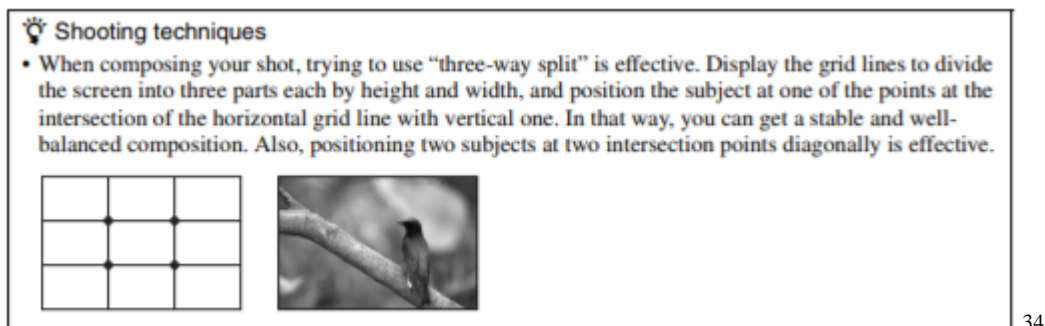 Shooting techniques
• When composing your shot, trying to use “three-way split” is effective. Display the grid lines to divide
the screen into three parts each by height and width, and position the subject at one of the points at the
intersection of the horizontal grid line with vertical one. In that way, you can get a stable and well-
balanced composition. Also, positioning two subjects at two intersection points diagonally is effective.
34